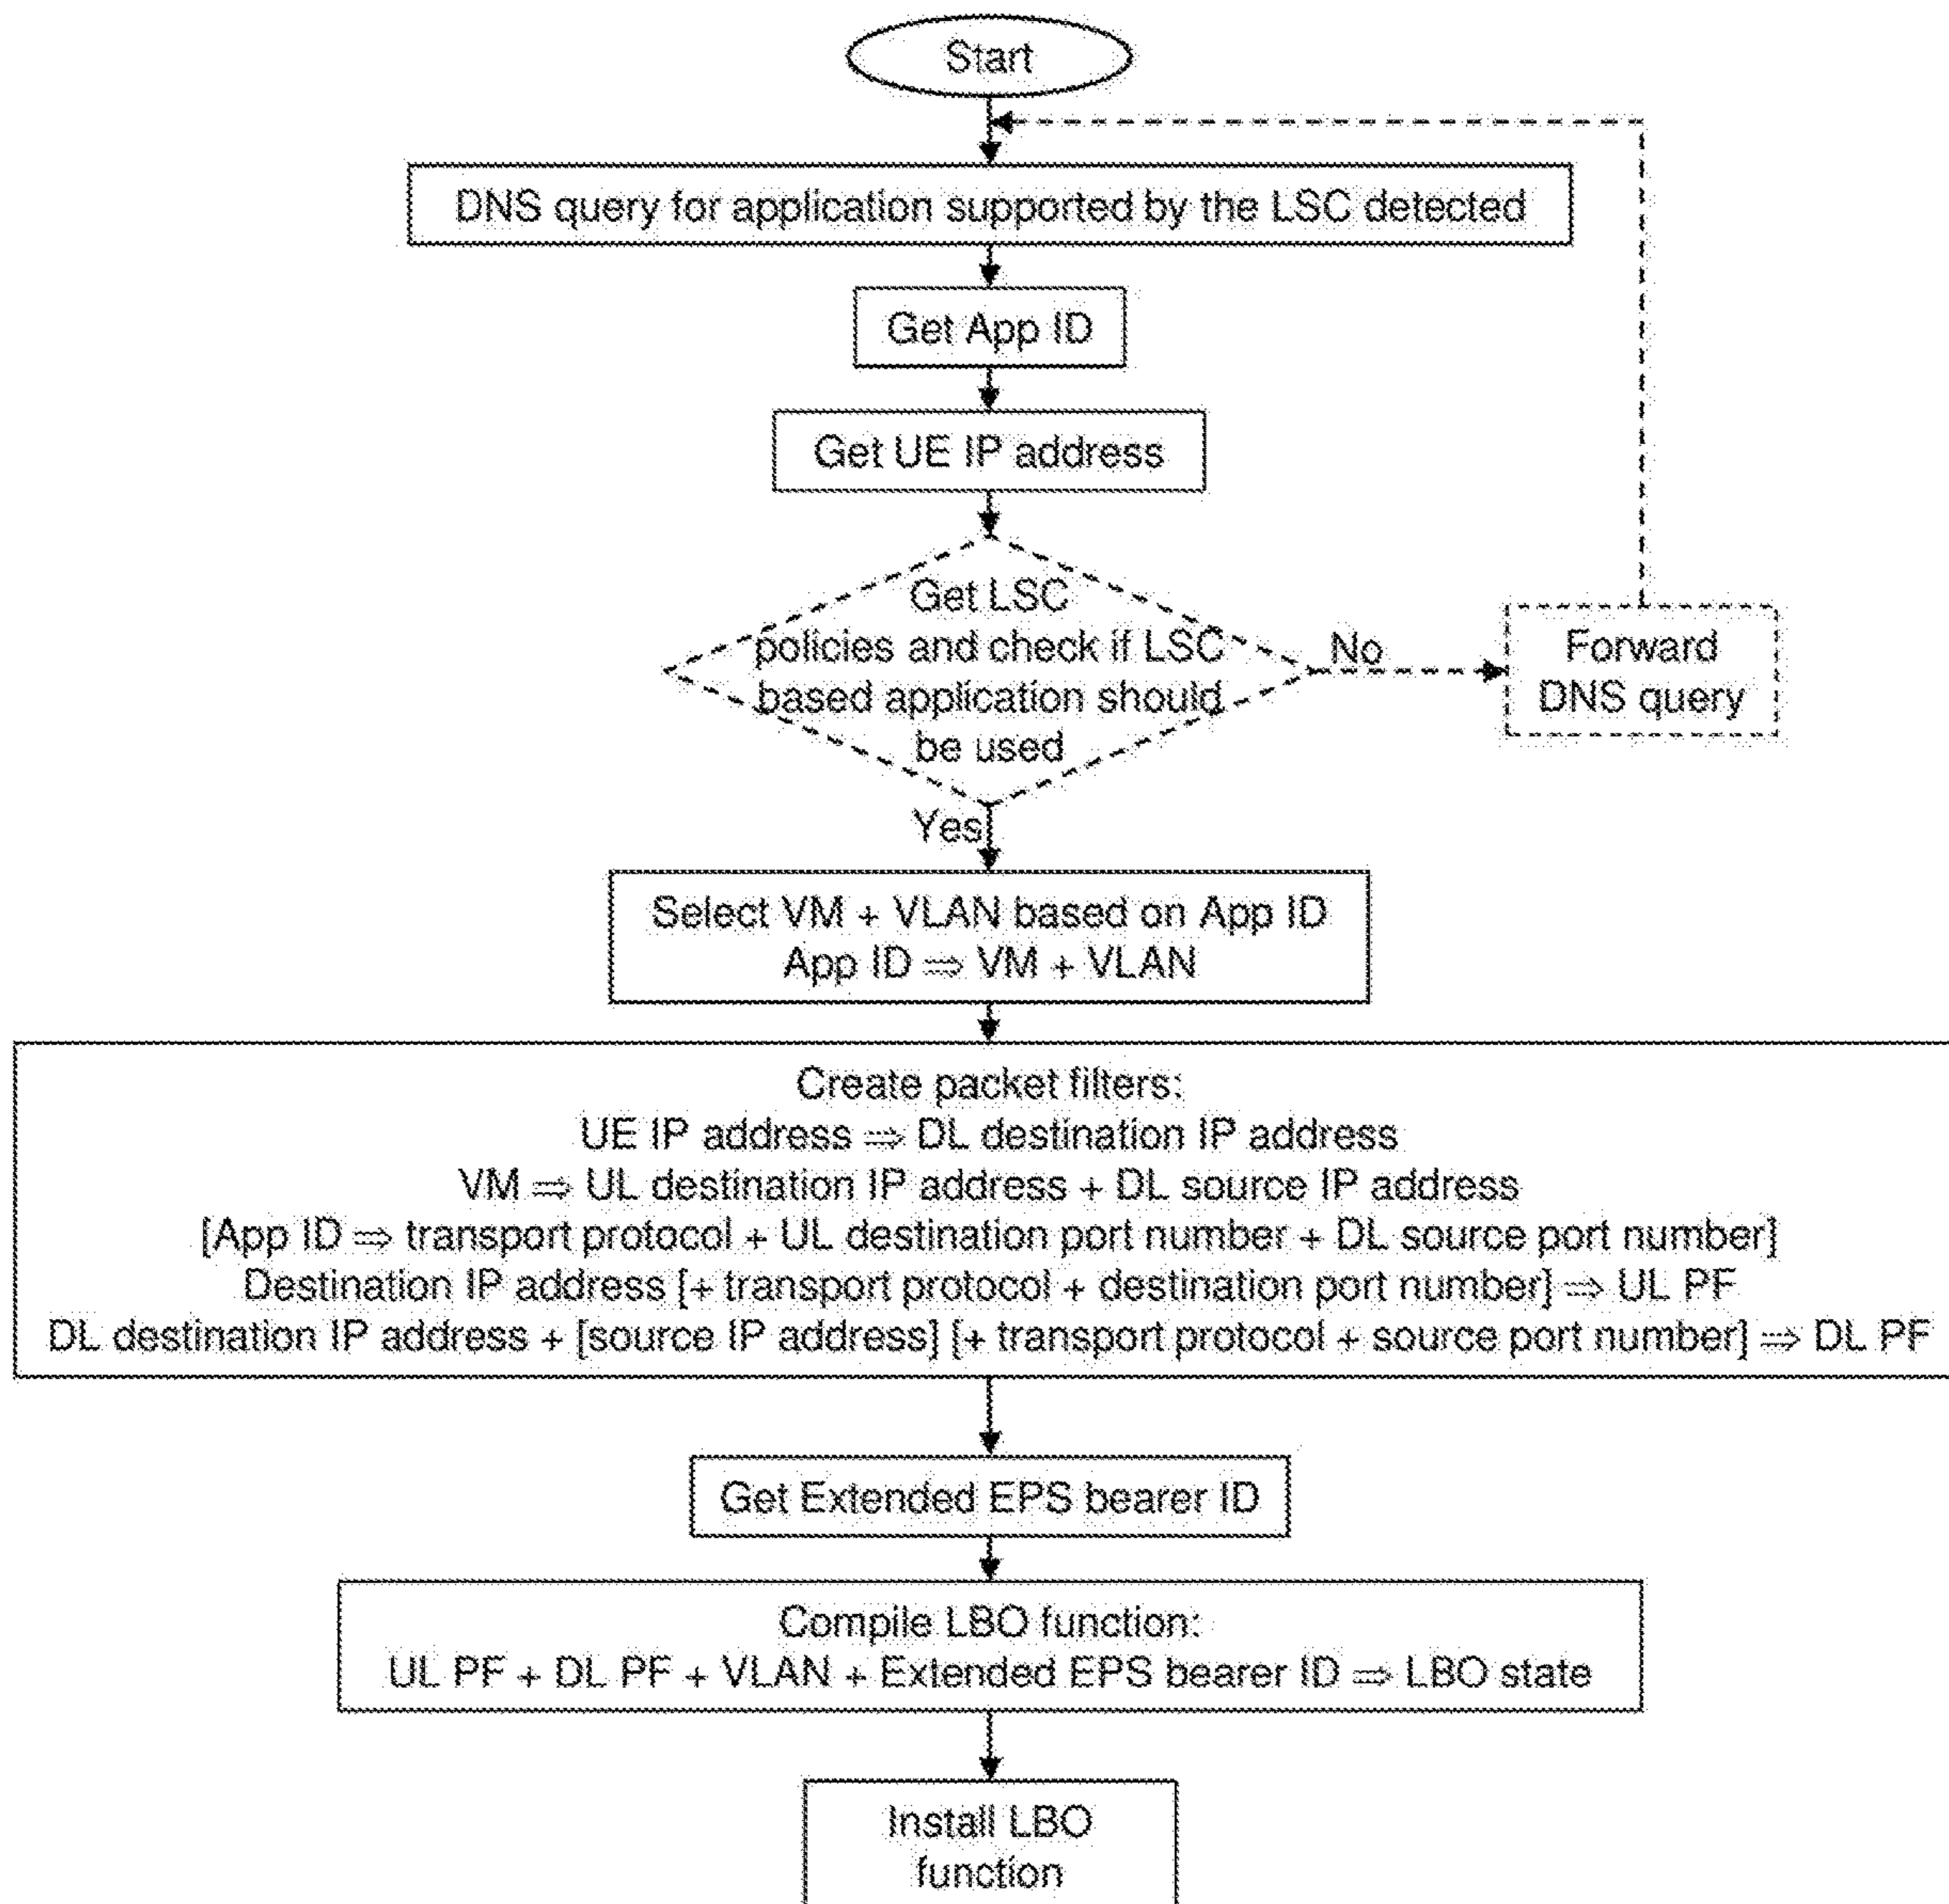 Start
DNS query for application supported by the LSC detected
Get App ID
Get UE IP address
Get LSC
policies and check if LSC
based application should
be used
No
Forward
DNS query
Yes
Select VM + VLAN based on App ID
App ID ⇒ VM + VLAN
Create packet filters:
UE IP address ⇒ DL destination IP address
VM ⇒ UL destination IP address + DL source IP address
[App ID ⇒ transport protocol + UL destination port number + DL source port number]
Destination IP address [+ transport protocol + destination port number] ⇒ UL PF
DL destination IP address + [source IP address] [+ transport protocol + source port number] ⇒ DL PF
Get Extended EPS bearer ID
Compile LBO function:
UL PF + DL PF + VLAN + Extended EPS bearer ID ⇒ LBO state
Install LBO
function